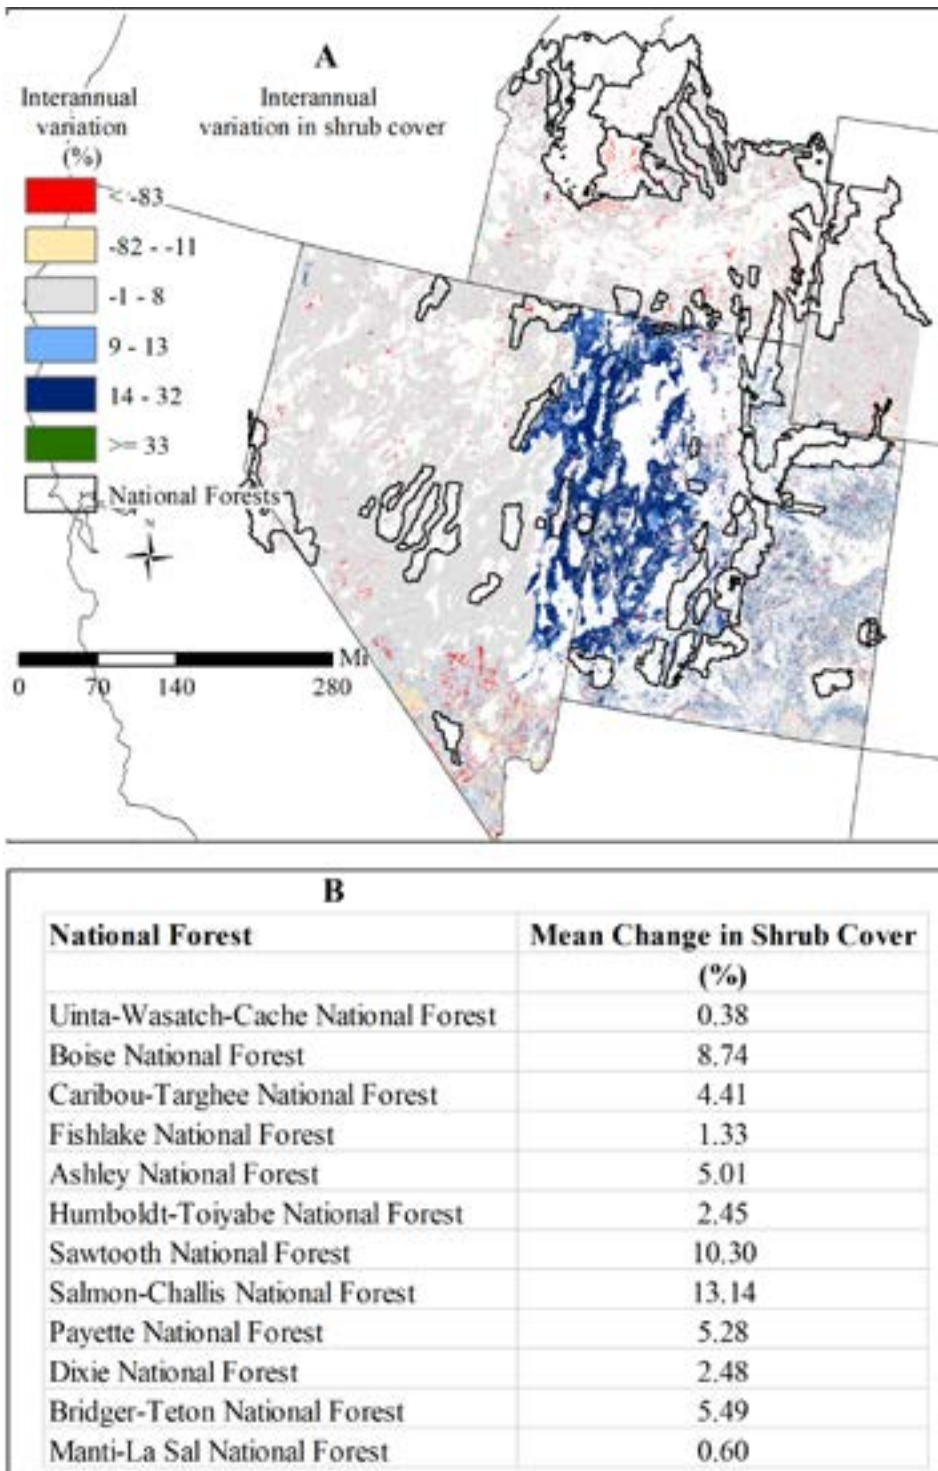 A
Interannual
variation
(%)
Interannual
variation in shrub cover
< -83
-82 - -11
-1 - 8
9 - 13
14 - 32
>= 33
National Forests
N
Mi
0 70 140 280
B
National Forest Mean Change in Shrub Cover
(%)
Uinta-Wasatch-Cache National Forest 0.38
Boise National Forest 8.74
Caribou-Targhee National Forest 4.41
Fishlake National Forest 1.33
Ashley National Forest 5.01
Humboldt-Toiyabe National Forest 2.45
Sawtooth National Forest 10.30
Salmon-Challis National Forest 13.14
Payette National Forest 5.28
Dixie National Forest 2.48
Bridger-Teton National Forest 5.49
Manti-La Sal National Forest 0.60